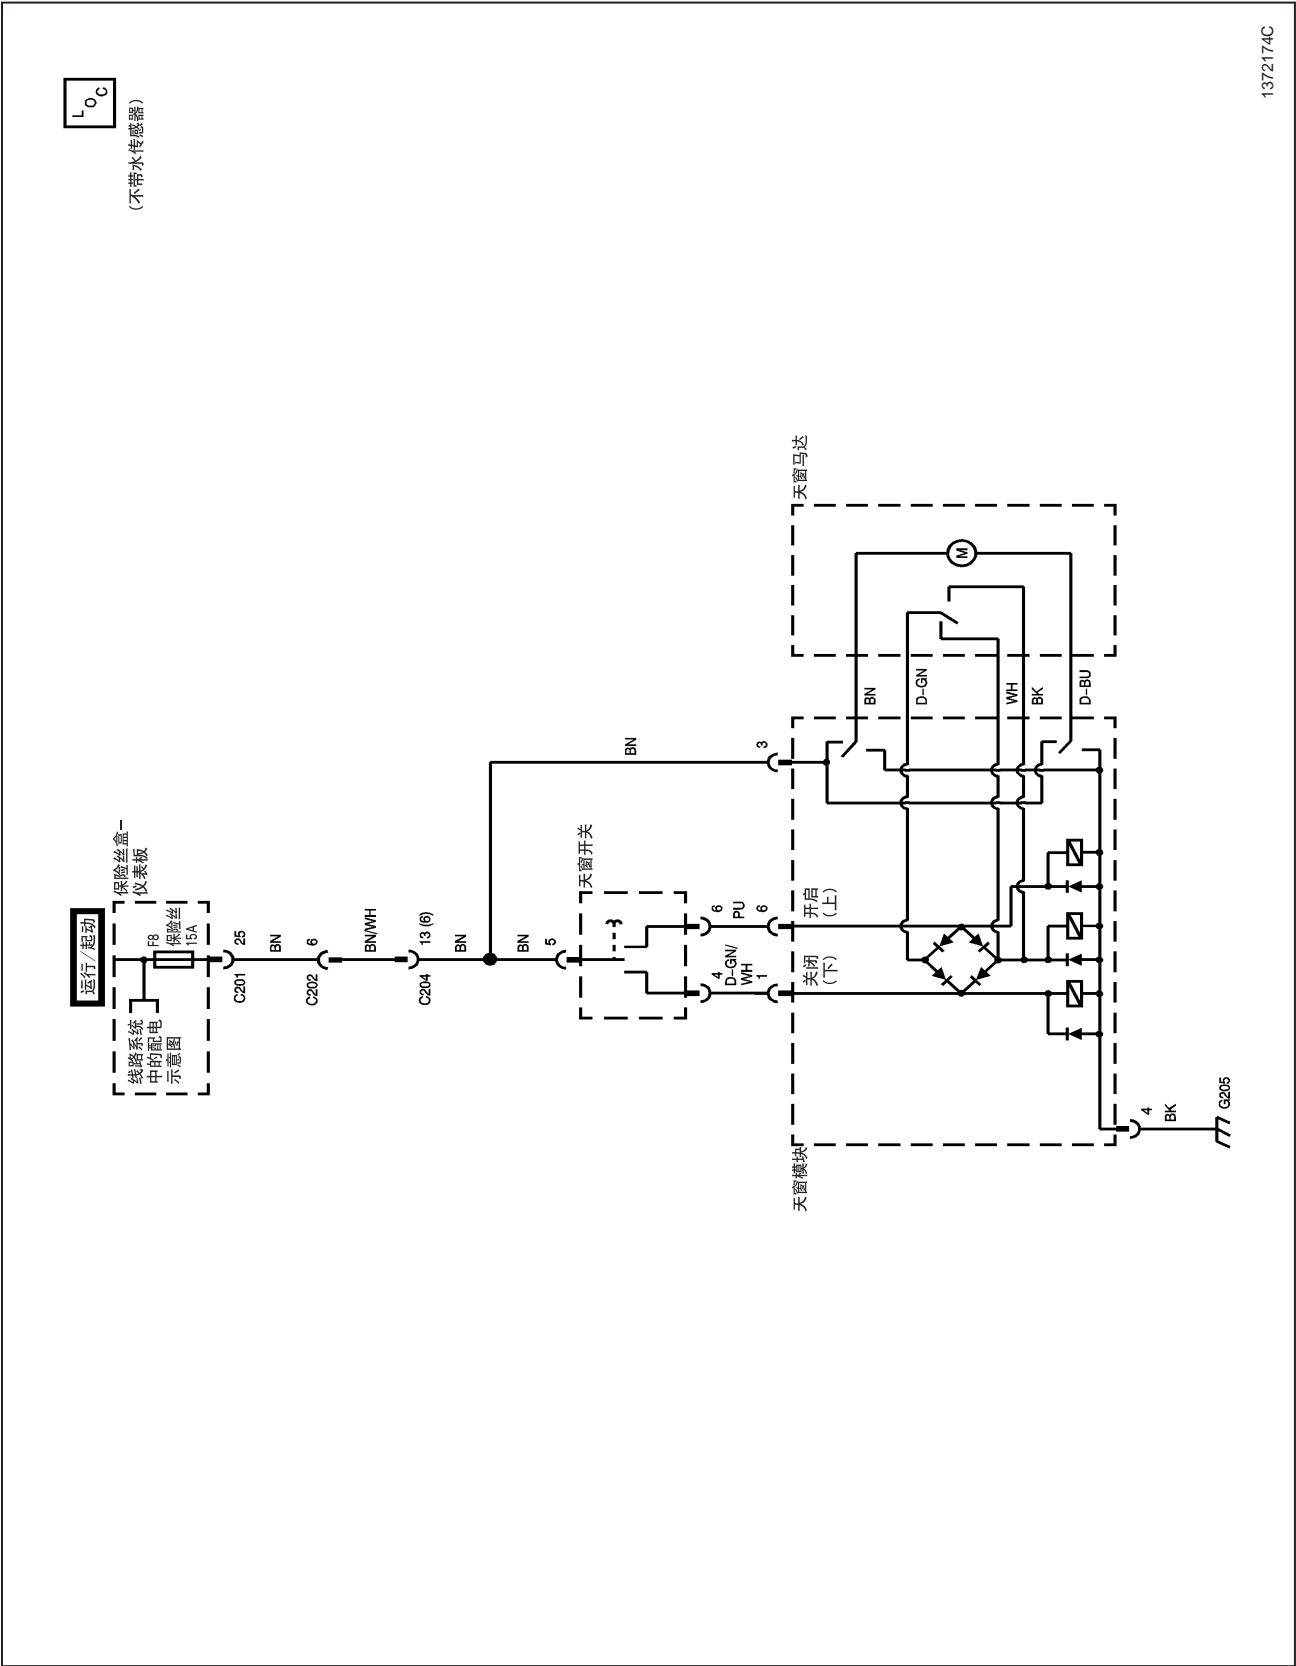 LOC
(不带水传感器)
1372174C
运行/起动
保险丝盒-
仪表板
F8
保险丝
15A
线路系统
中的配电
示意图
C201
25
BN
C202
6
BN/WH
C204
13 (6)
BN
BN
BN
5
3
天窗开关
4
D-GN/
WH
1
6
PU
6
关闭
(下)
开启
(上)
天窗模块
天窗马达
M
BN
D-GN
WH
BK
D-BU
4
BK
G205